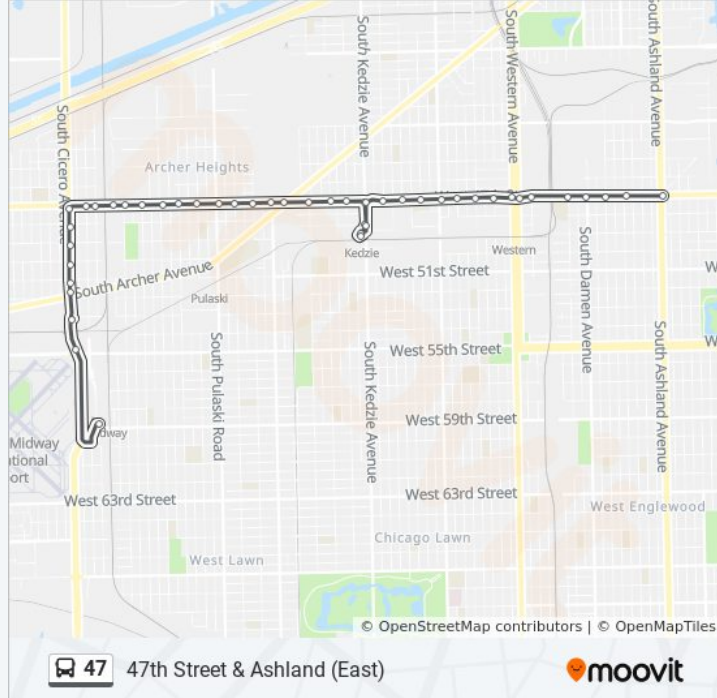 South Cicero Avenue
South Kedzie Avenue
South Western Avenue
South Ashland Avenue
Archer Heights
Kedzie
Western
West 51st Street
South Archer Avenue
Pulaski
South Damen Avenue
W
South Pulaski Road
South Kedzie Avenue
West 55th Street
South Ashland Avenue
W
West 59th Street
dway
Midway
ational
port
West 63rd Street
West 63rd Street
West Englewood
Chicago Lawn
West Lawn
© OpenStreetMap contributors | © OpenMapTiles
47 47th Street & Ashland (East) moovit